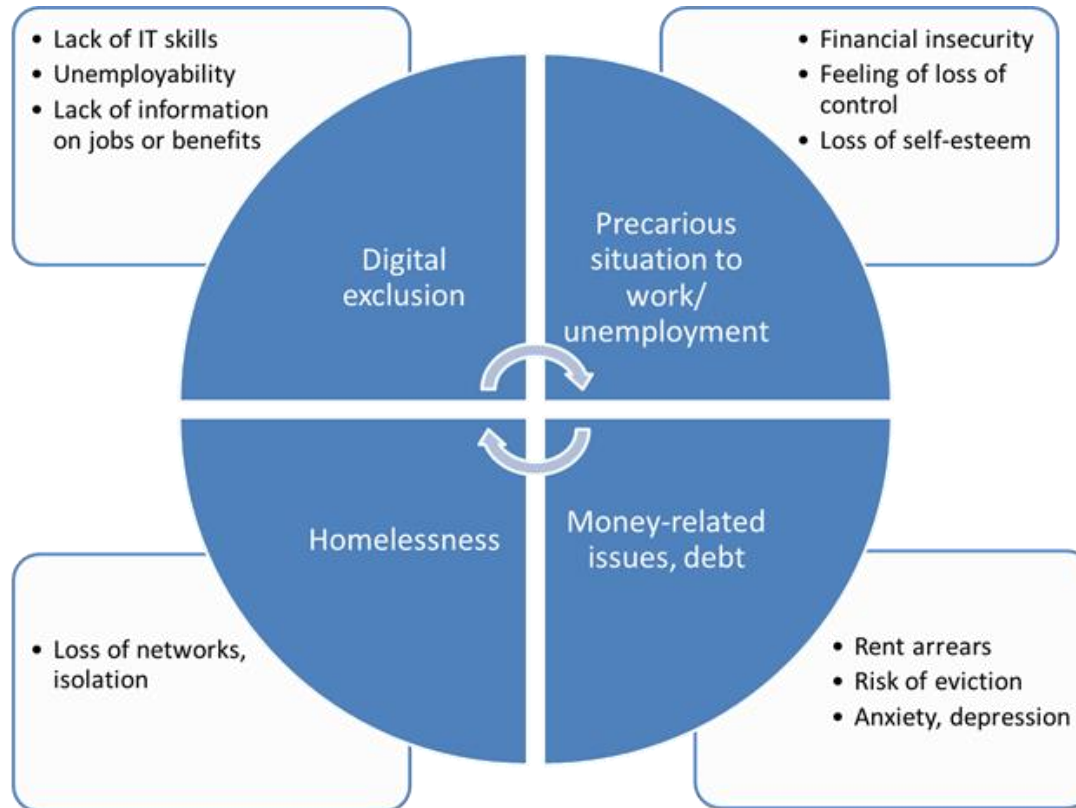 • Lack of IT skills
• Unemployability
• Lack of information
on jobs or benefits
• Financial insecurity
• Feeling of loss of
control
• Loss of self-esteem
Digital
exclusion
Precarious
situation to
work/
unemployment
Homelessness
Money-related
issues, debt
• Loss of networks,
isolation
• Rent arrears
• Risk of eviction
• Anxiety, depression